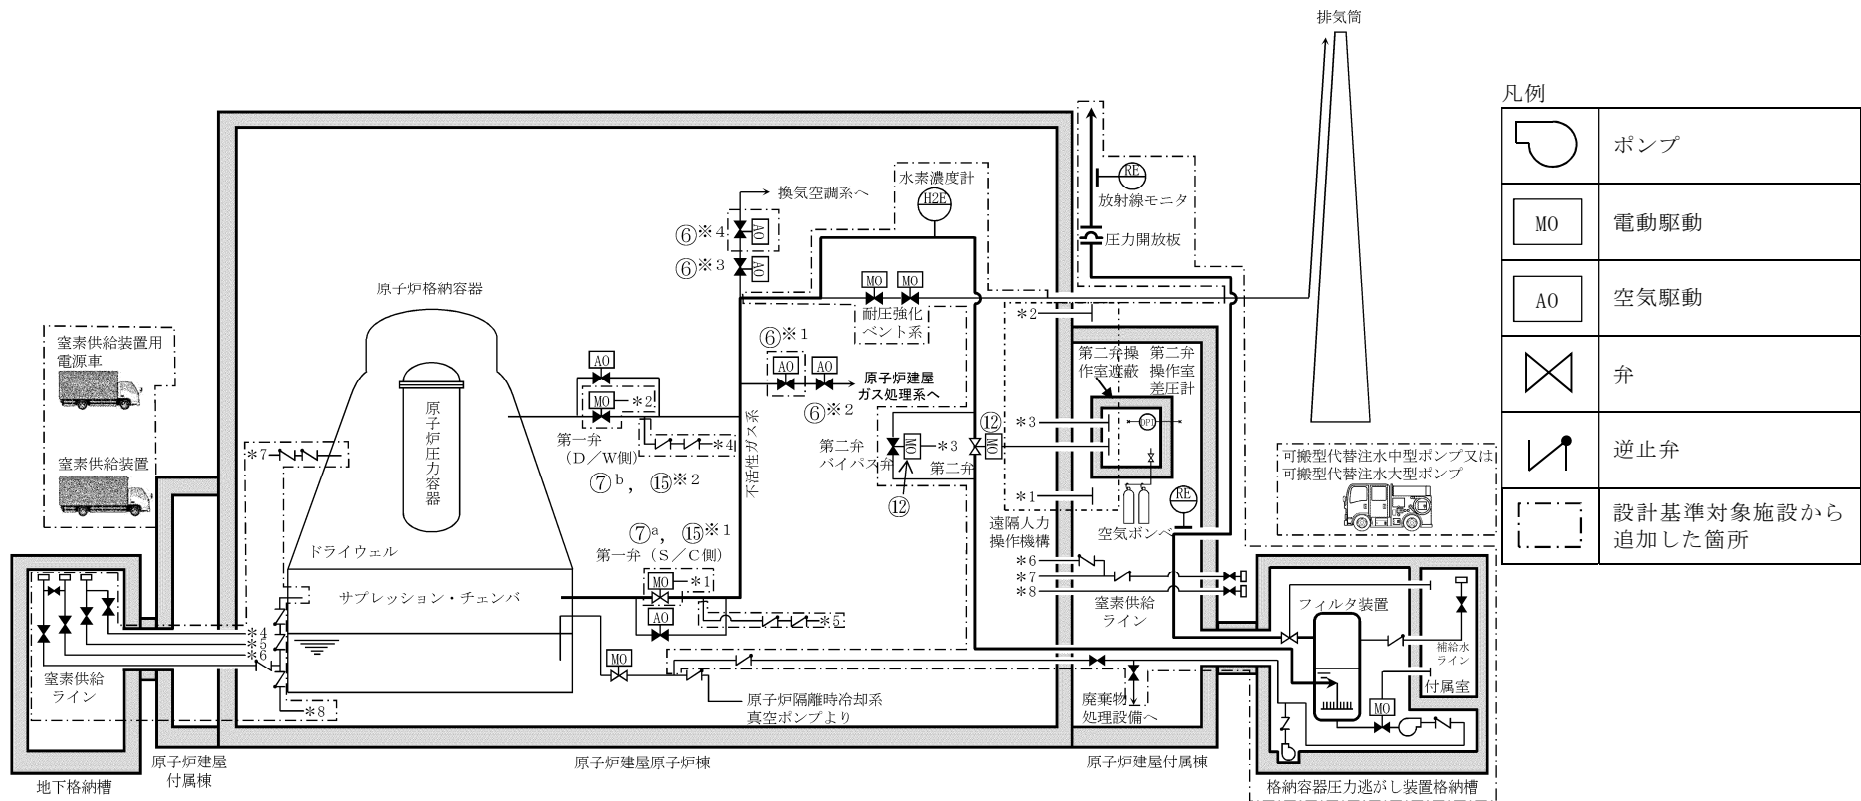 排気筒
凡例
ポンプ
MO
電動駆動
AO
空気駆動
弁
逆止弁
設計基準対象施設から
追加した箇所
水素濃度計
H2E
換気空調系へ
AO
⑥※4
AO
⑥※3
RE
放射線モニタ
圧力開放板
原子炉格納容器
MO
MO
耐圧強化
ベント系
*2
窒素供給装置用
電源車
窒素供給装置
原子炉圧力容器
AO
MO
*2
第一弁
(D/W側)
⑦b, ⑮※2
*4
⑥※1
AO
AO
⑥※2
原子炉建屋
ガス処理系へ
不活性ガス系
第二弁操
作室遮蔽
第二弁
操作室
差圧計
DPI
*3
*1
第二弁
バイパス弁
MO
*3
⑫
第二弁
⑫
MO
遠隔人力
操作機構
空気ボンベ
RE
可搬型代替注水中型ポンプ又は
可搬型代替注水大型ポンプ
*7
ドライウェル
サプレッション・チェンバ
⑦a, ⑮※1
第一弁(S/C側)
MO
*1
AO
*5
*6
*7
*8
窒素供給
ライン
*4
*5
*6
窒素供給
ライン
*8
MO
原子炉隔離時冷却系
真空ポンプより
廃棄物
処理設備へ
フィルタ装置
補給水
ライン
付属室
MO
地下格納槽
原子炉建屋
付属棟
原子炉建屋原子炉棟
原子炉建屋付属棟
格納容器圧力逃がし装置格納槽